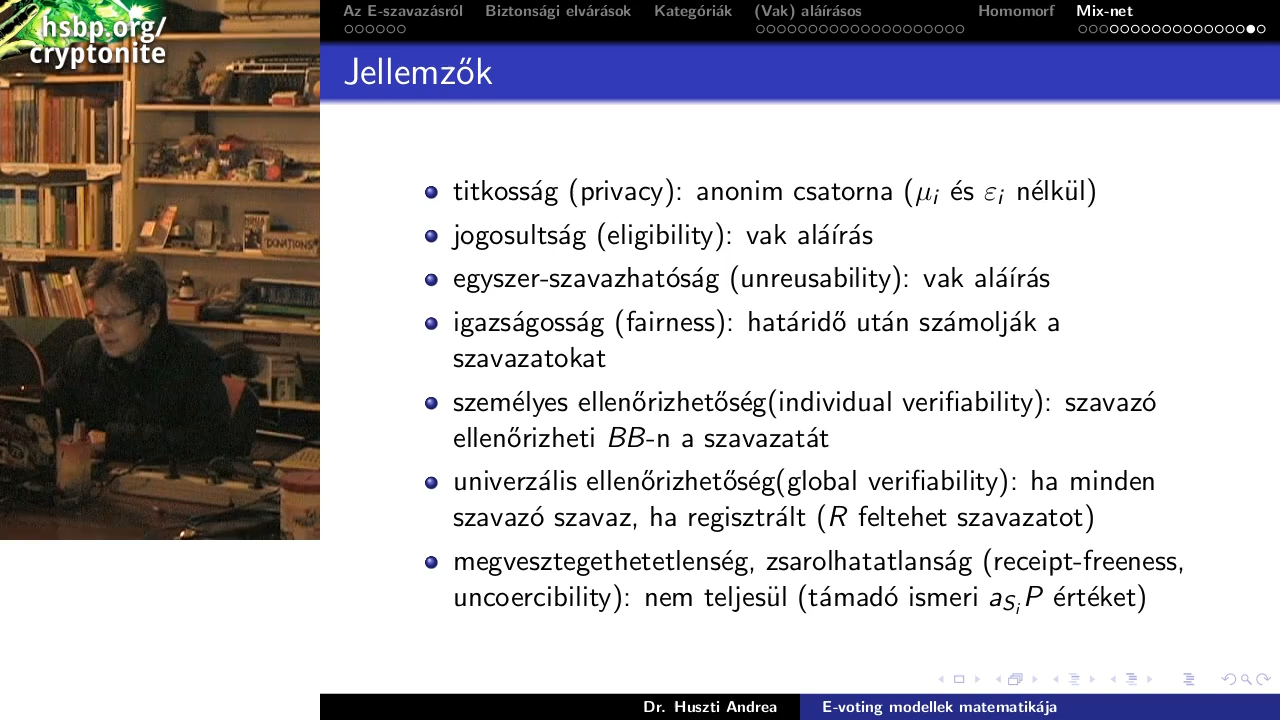 hsbp.org/
cryptonite
NINJA
DONATIONS
Az E-szavazásról Biztonsági elvárások Kategóriák (Vak) aláírásos Homomorf Mix-net
Jellemzők
titkosság (privacy): anonim csatorna (μi és εi nélkül)
jogosultság (eligibility): vak aláírás
egyszer-szavazhatóság (unreusability): vak aláírás
igazságosság (fairness): határidő után számolják a
szavazatokat
személyes ellenőrizhetőség(individual verifiability): szavazó
ellenőrizheti BB-n a szavazatát
univerzális ellenőrizhetőség(global verifiability): ha minden
szavazó szavaz, ha regisztrált (R feltehet szavazatot)
megvesztegethetetlenség, zsarolhatatlanság (receipt-freeness,
uncoercibility): nem teljesül (támadó ismeri aSiP értéket)
Dr. Huszti Andrea E-voting modellek matematikája